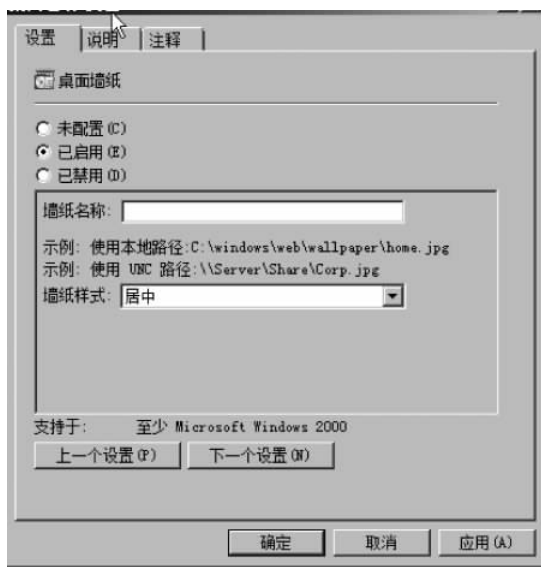 设置 说明 注释
桌面墙纸
未配置(C)
已启用(E)
已禁用(D)
墙纸名称:
示例: 使用本地路径:C:\windows\web\wallpaper\home.jpg
示例: 使用 UNC 路径:\\Server\Share\Corp.jpg
墙纸样式: 居中
支持于: 至少 Microsoft Windows 2000
上一个设置(P) 下一个设置(N)
确定 取消 应用(A)